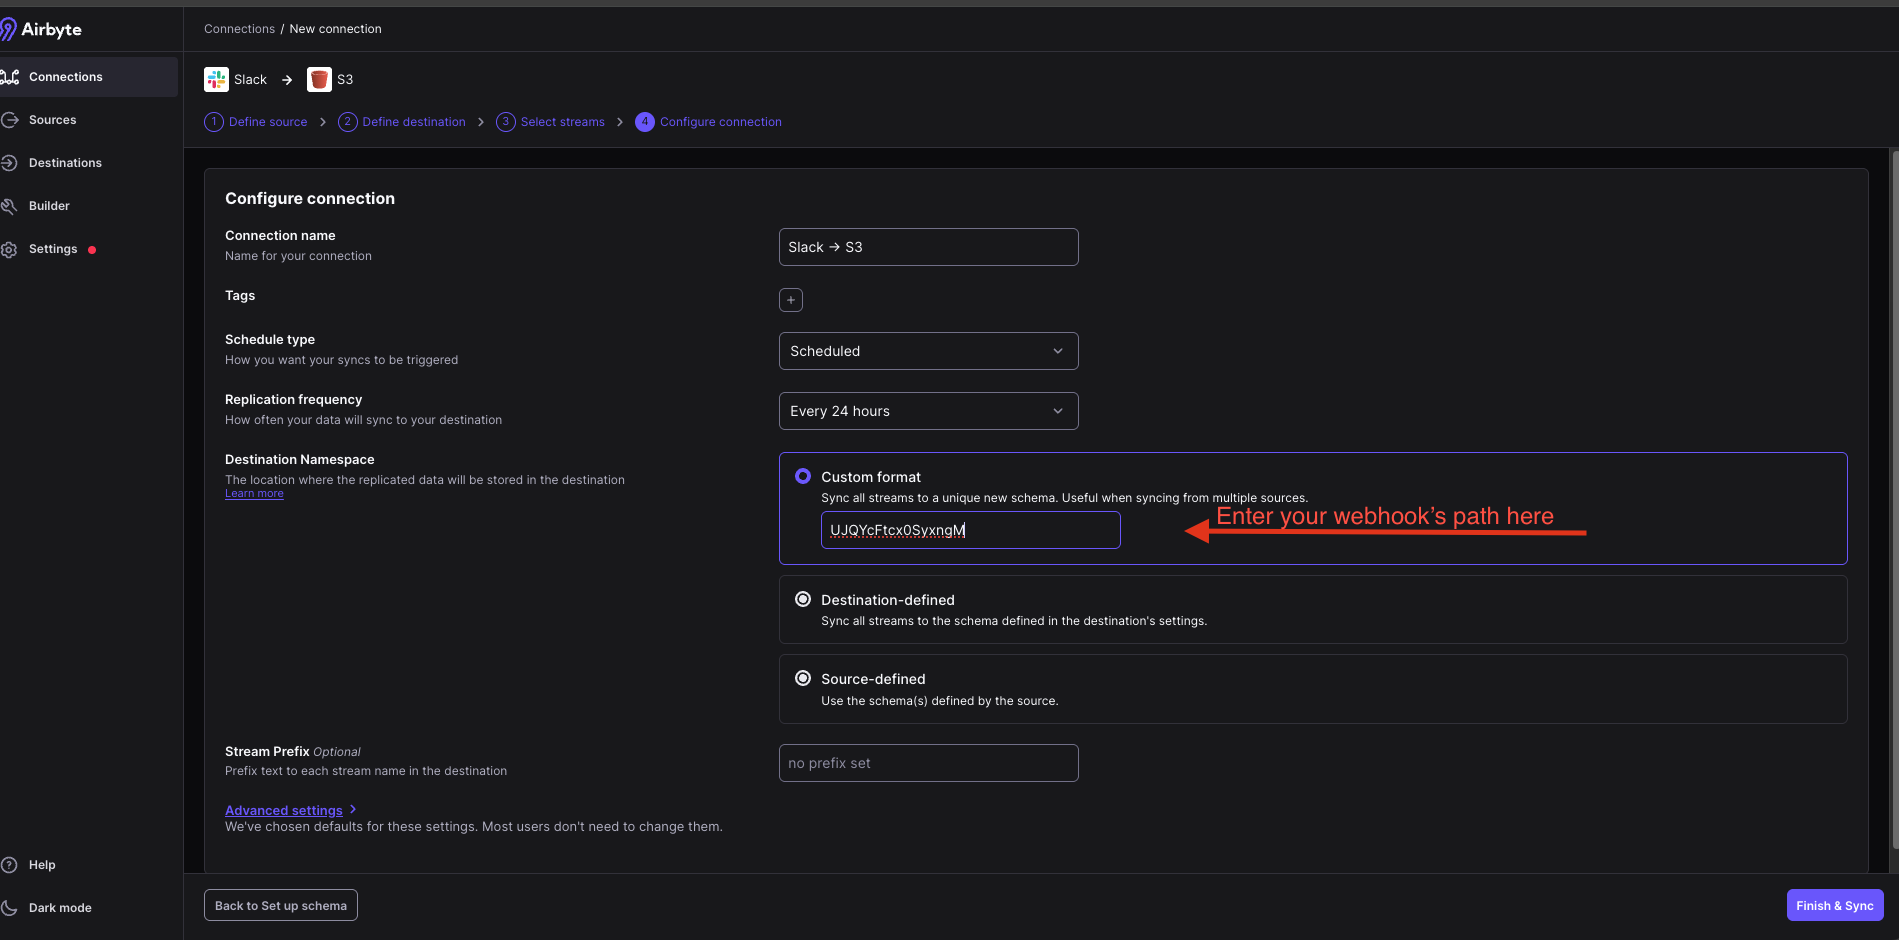 Airbyte
Connections / New connection
Connections
Slack → S3
Sources
1 Define source > 2 Define destination > 3 Select streams > 4 Configure connection
Destinations
Builder
Settings
Configure connection
Connection name
Name for your connection
Slack → S3
Tags
+
Schedule type
How you want your syncs to be triggered
Scheduled
Replication frequency
How often your data will sync to your destination
Every 24 hours
Destination Namespace
The location where the replicated data will be stored in the destination
Learn more
Custom format
Sync all streams to a unique new schema. Useful when syncing from multiple sources.
UJQYcFtcx0SyxngM
Enter your webhook's path here
Destination-defined
Sync all streams to the schema defined in the destination's settings.
Source-defined
Use the schema(s) defined by the source.
Stream Prefix Optional
Prefix text to each stream name in the destination
no prefix set
Advanced settings >
We've chosen defaults for these settings. Most users don't need to change them.
Help
Dark mode
Back to Set up schema
Finish & Sync